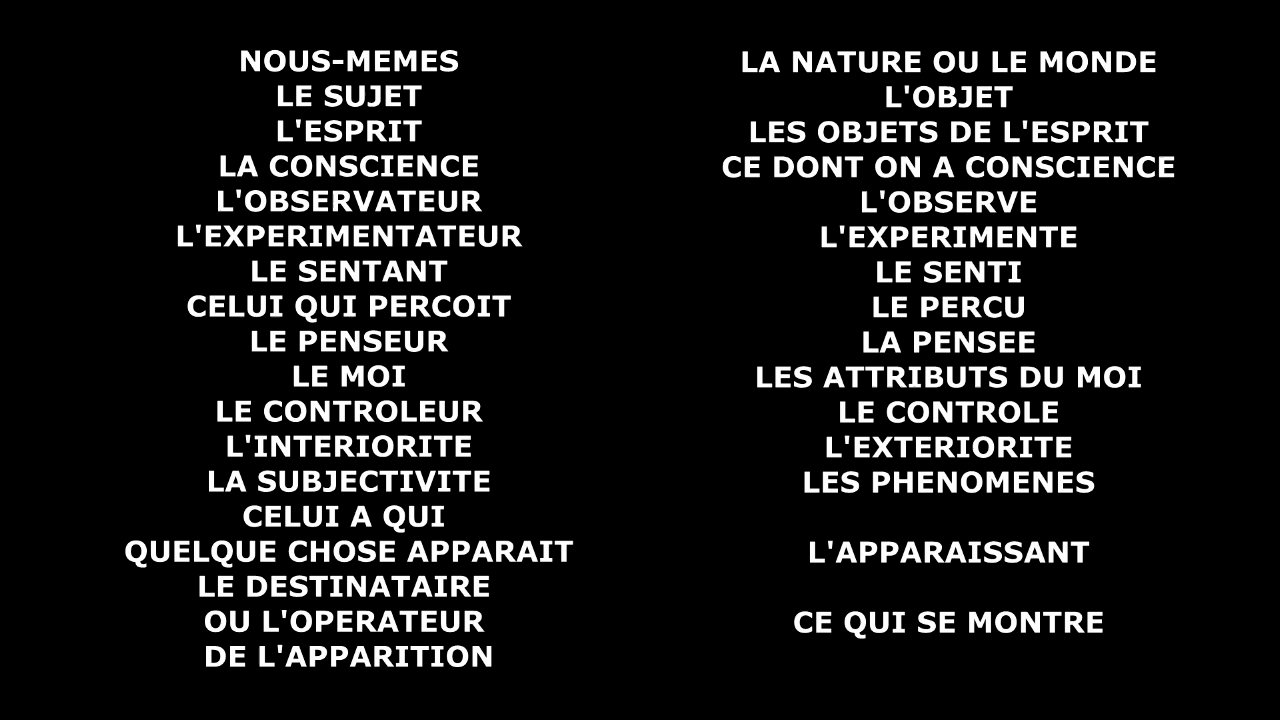 NOUS-MEMES
LE SUJET
L'ESPRIT
LA CONSCIENCE
L'OBSERVATEUR
L'EXPERIMENTATEUR
LE SENTANT
CELUI QUI PERCOIT
LE PENSEUR
LE MOI
LE CONTROLEUR
L'INTERIORITE
LA SUBJECTIVITE
CELUI A QUI
QUELQUE CHOSE APPARAIT
LE DESTINATAIRE
OU L'OPERATEUR
DE L'APPARITION
LA NATURE OU LE MONDE
L'OBJET
LES OBJETS DE L'ESPRIT
CE DONT ON A CONSCIENCE
L'OBSERVE
L'EXPERIMENTE
LE SENTI
LE PERCU
LA PENSEE
LES ATTRIBUTS DU MOI
LE CONTROLE
L'EXTERIORITE
LES PHENOMENES
L'APPARAISSANT
CE QUI SE MONTRE